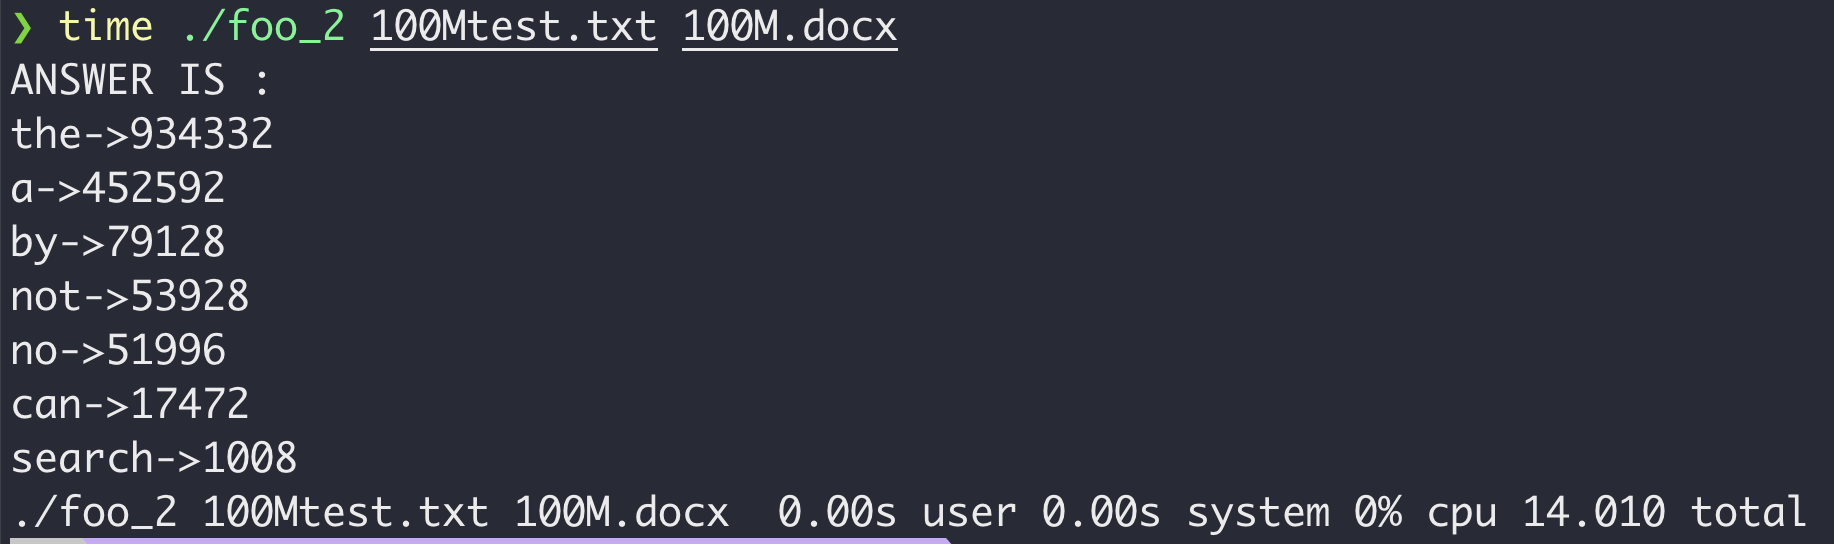 ❯ time ./foo_2 100Mtest.txt 100M.docx
ANSWER IS :
the->934332
a->452592
by->79128
not->53928
no->51996
can->17472
search->1008
./foo_2 100Mtest.txt 100M.docx  0.00s user 0.00s system 0% cpu 14.010 total